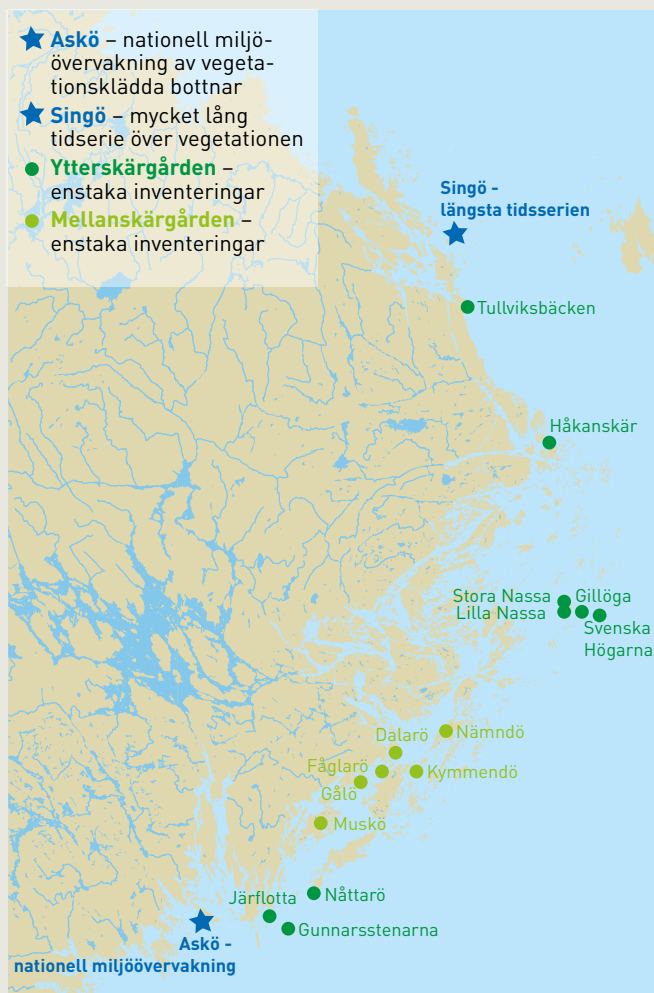 Askö – nationell miljö-
övervakning av vegeta-
tionsklädda bottnar
Singö – mycket lång
tidserie över vegetationen
Ytterskärgården –
enstaka inventeringar
Mellanskärgården –
enstaka inventeringar
Singö -
längsta tidsserien
Tullviksbäcken
Håkanskär
Stora Nassa
Gillöga
Lilla Nassa
Svenska
Högarna
Nämndö
Dalarö
Fåglarö
Kymmendö
Gålö
Muskö
Järflotta
Nåttarö
Gunnarsstenarna
Askö -
nationell miljöövervakning